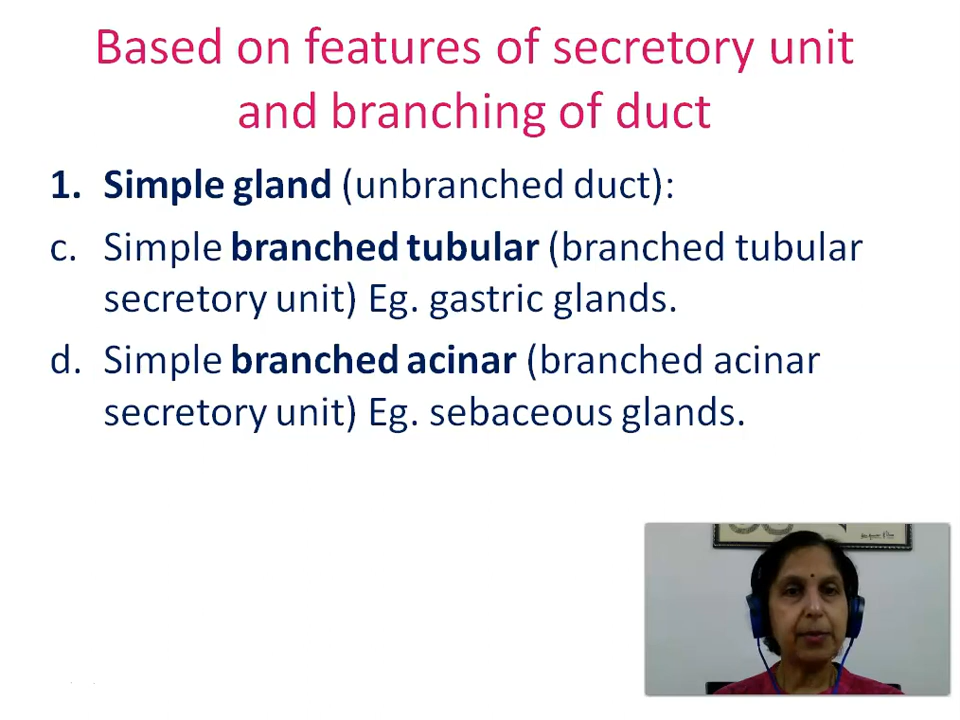 Based on features of secretory unit
and branching of duct
1. Simple gland (unbranched duct):
c. Simple branched tubular (branched tubular
secretory unit) Eg. gastric glands.
d. Simple branched acinar (branched acinar
secretory unit) Eg. sebaceous glands.